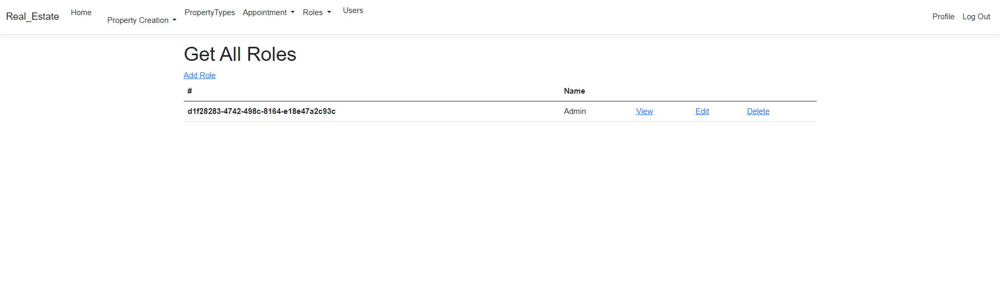 Real_Estate Home Property Creation PropertyTypes Appointment Roles Users Profile Log Out
Get All Roles
Add Role
# Name
d1f28283-4742-498c-8164-e18e47a2c93c Admin View Edit Delete